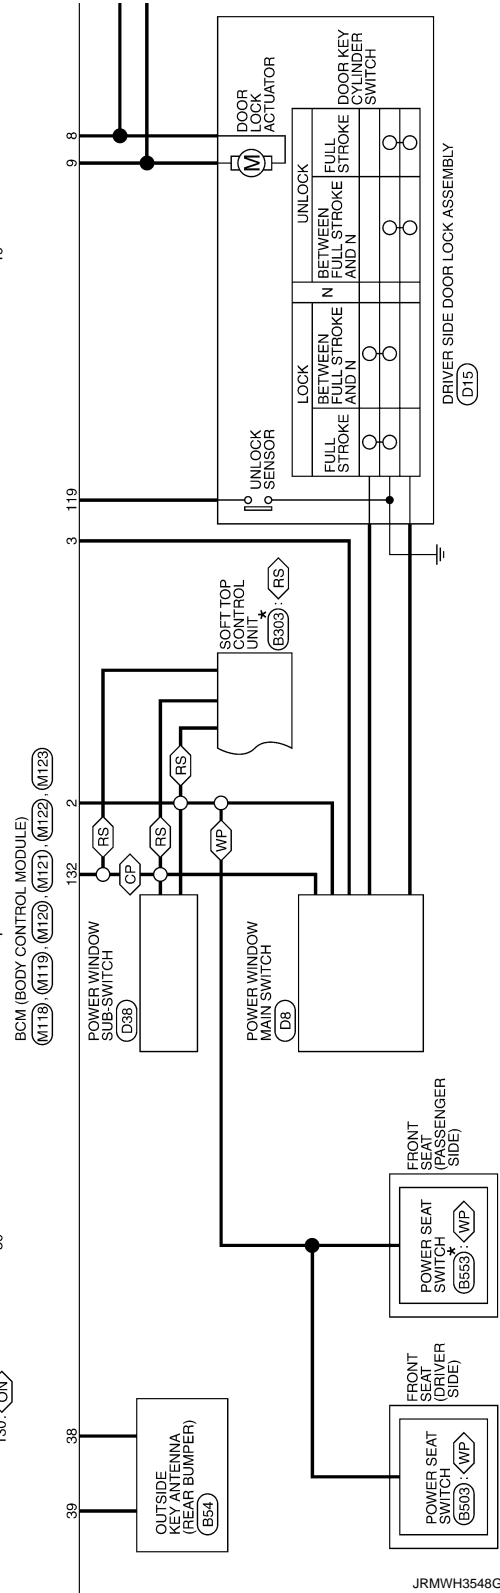 BCM (BODY CONTROL MODULE)
M118 , M119 , M120 , M121 , M122 , M123
39
38
132
2
3
119
9
8
OUTSIDE
KEY ANTENNA
(REAR BUMPER)
B54
POWER WINDOW
SUB-SWITCH
D38
CP
RS
RS
RS
WP
SOFT TOP
CONTROL
UNIT*
B303 : RS
POWER WINDOW
MAIN SWITCH
D8
UNLOCK
SENSOR
DOOR
LOCK
ACTUATOR
M
DOOR KEY
CYLINDER
SWITCH
LOCK
N
UNLOCK
FULL
STROKE
BETWEEN
FULL STROKE
AND N
BETWEEN
FULL STROKE
AND N
FULL
STROKE
DRIVER SIDE DOOR LOCK ASSEMBLY
D15
FRONT
SEAT
(DRIVER
SIDE)
POWER SEAT
SWITCH
B503 : WP
FRONT
SEAT
(PASSENGER
SIDE)
POWER SEAT
SWITCH*
B553 : WP
JRMWH3548G